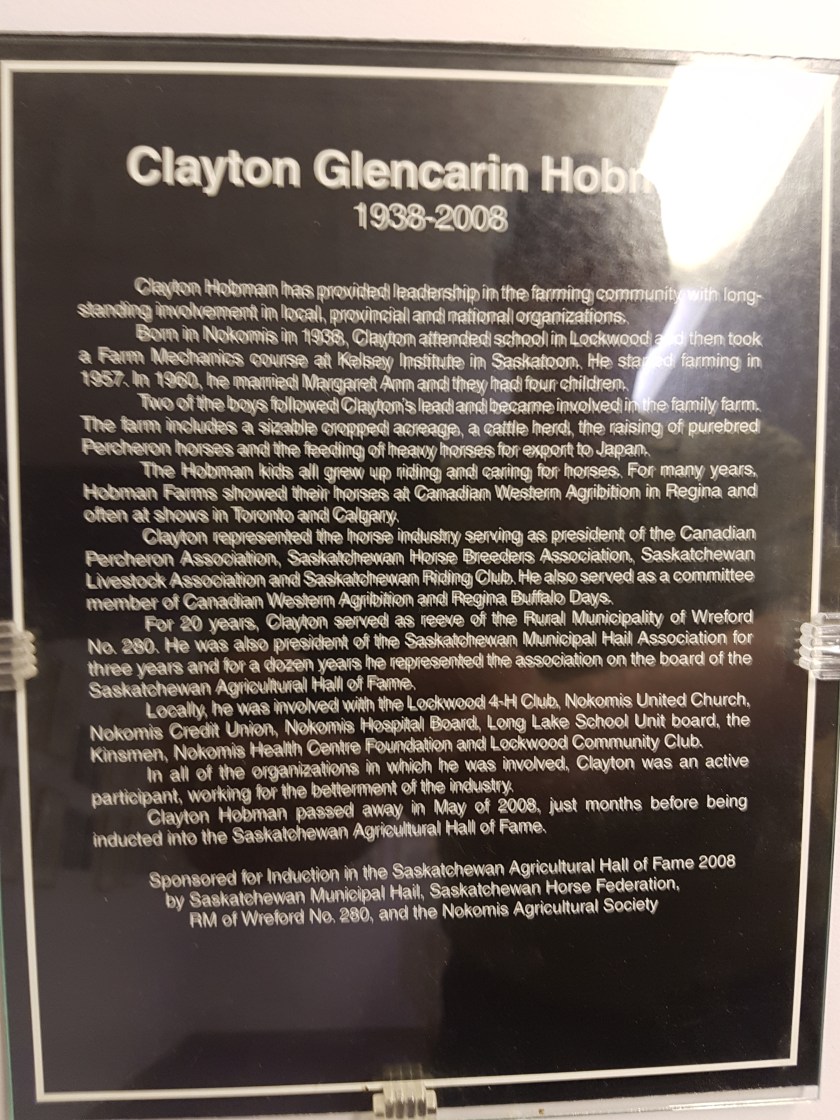 Clayton Glencarin
1938-2008
Clayton Hobman has provided leadership in the farming community with long-
standing involvement in local, provincial and national organizations.
Born in Nokomis in 1938, Clayton attended school in Lockwood and then took
a Farm Mechanics course at Kelsey Institute in Saskatoon. He started farming in
1957. In 1960, he married Margaret Ann and they had four children.
Two of the boys followed Clayton's lead and became involved in the family farm.
The farm includes a sizable cropped acreage, a cattle herd, the raising of purebred
Percheron horses and the feeding of heavy horses for export to Japan.
The Hobman kids all grew up riding and caring for horses. For many years,
Hobman Farms showed their horses at Canadian Western Agribition in Regina and
often at shows in Toronto and Calgary.
Clayton represented the horse industry serving as president of the Canadian
Percheron Association, Saskatchewan Horse Breeders Association, Saskatchewan
Livestock Association and Saskatchewan Riding Club. He also served as a committee
member of Canadian Western Agribition and Regina Buffalo Days.
For 20 years, Clayton served as reeve of the Rural Municipality of Wreford
No. 280. He was also president of the Saskatchewan Municipal Hail Association for
three years and for a dozen years he represented the association on the board of the
Saskatchewan Agricultural Hall of Fame.
Locally, he was involved with the Lockwood 4-H Club, Nokomis United Church,
Nokomis Credit Union, Nokomis Hospital Board, Long Lake School Unit board, the
Kinsmen, Nokomis Health Centre Foundation and Lockwood Community Club.
In all of the organizations in which he was involved, Clayton was an active
participant, working for the betterment of the industry.
Clayton Hobman passed away in May of 2008, just months before being
inducted into the Saskatchewan Agricultural Hall of Fame.
Sponsored for Induction in the Saskatchewan Agricultural Hall of Fame 2008
by Saskatchewan Municipal Hail, Saskatchewan Horse Federation,
RM of Wreford No. 280, and the Nokomis Agricultural Society